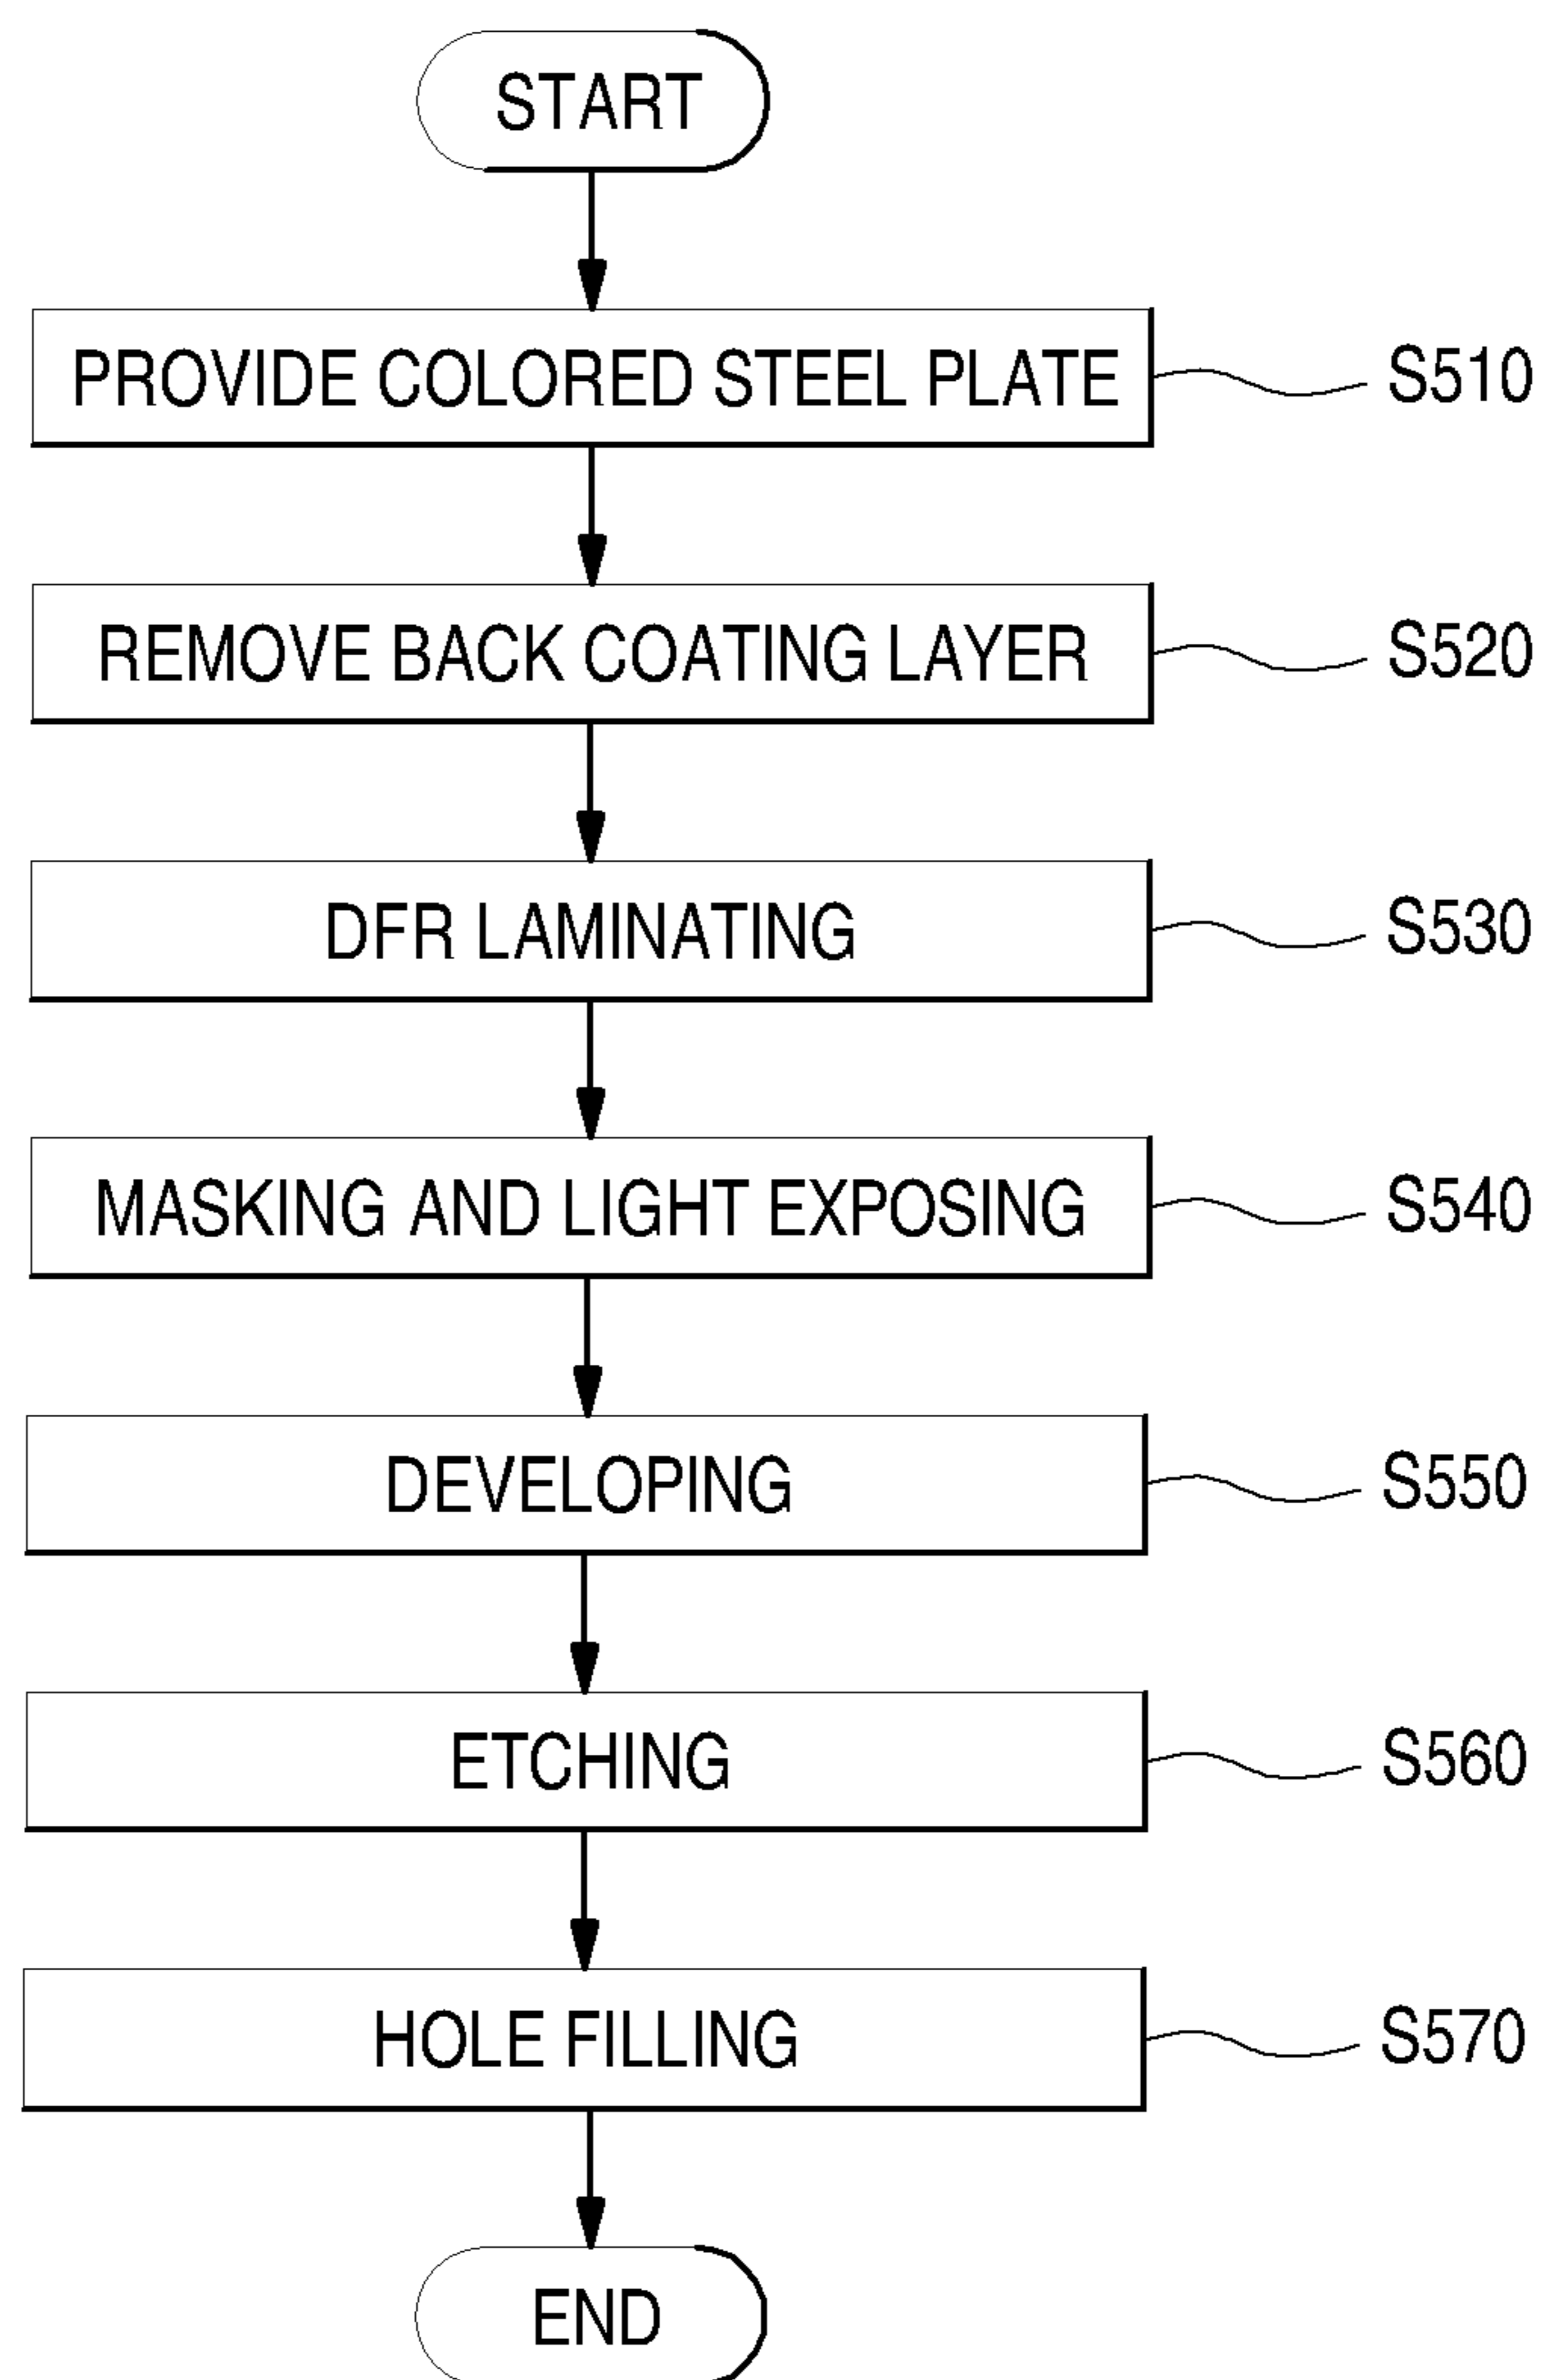 START
PROVIDE COLORED STEEL PLATE S510
REMOVE BACK COATING LAYER S520
DFR LAMINATING S530
MASKING AND LIGHT EXPOSING S540
DEVELOPING S550
ETCHING S560
HOLE FILLING S570
END